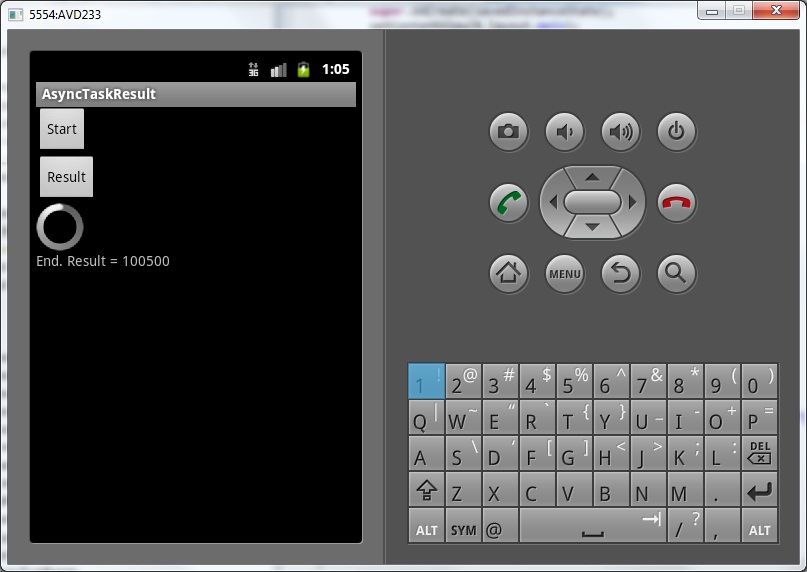 5554:AVD233
3G 1:05
AsyncTaskResult
Start
Result
End. Result = 100500
MENU
1 ! 2 @ 3 # 4 $ 5 % 6 ^ 7 & 8 * 9 ( 0 )
Q | W ~ E “ R ` T { Y } U _ I - O + P =
A S \ D ‘ F [ G ] H < J > K ; L : DEL
Z X C V B N M .
ALT SYM @ / ? , ALT